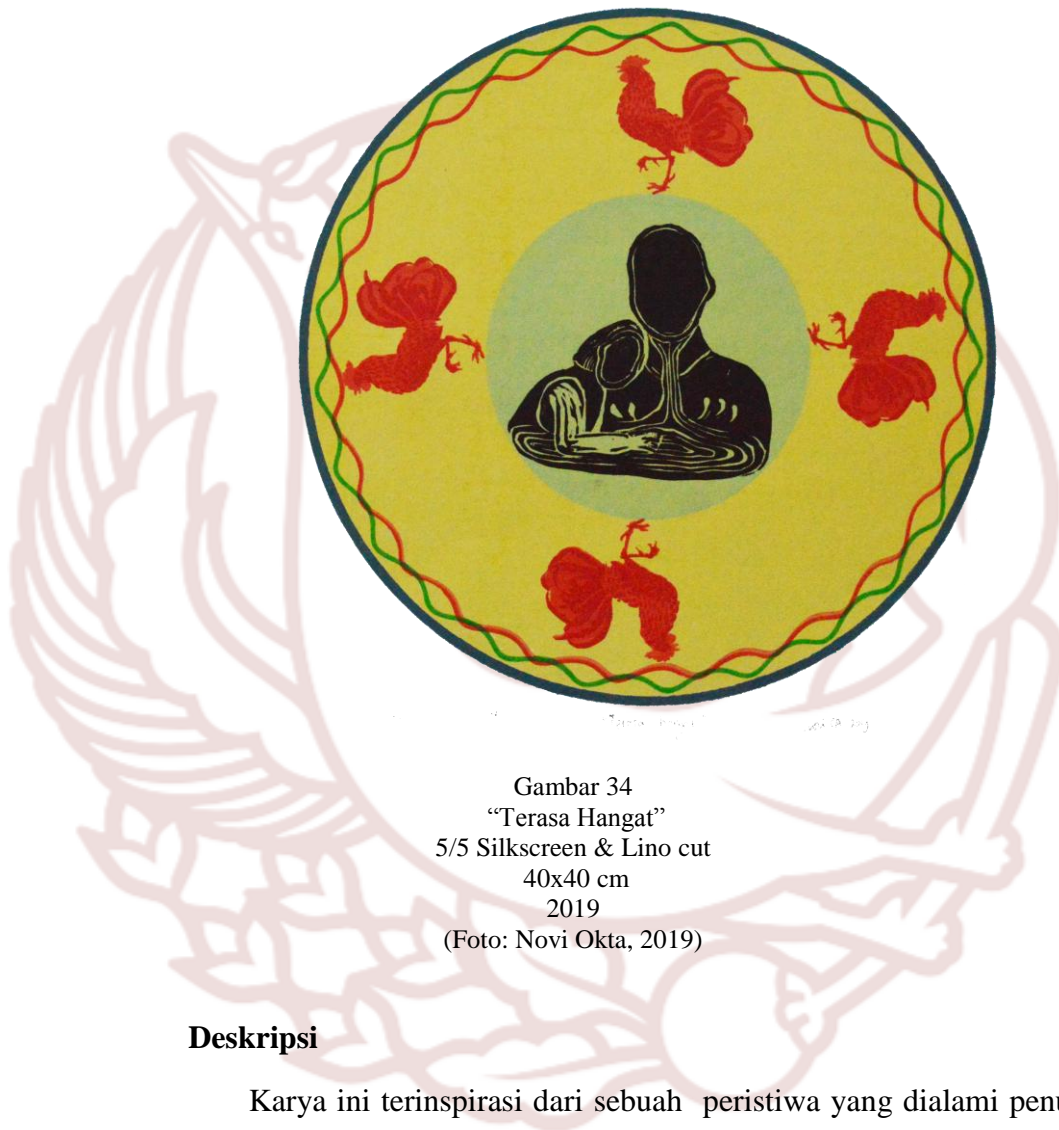 Gambar 34
“Terasa Hangat”
5/5 Silkscreen & Lino cut
40x40 cm
2019
(Foto: Novi Okta, 2019)
Deskripsi
Karya ini terinspirasi dari sebuah peristiwa yang dialami